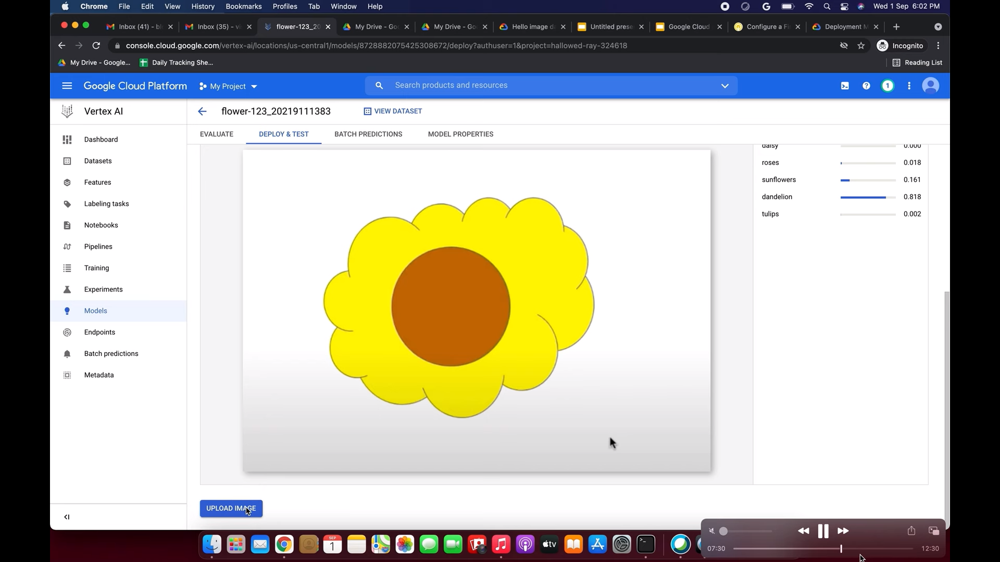 Chrome File Edit View History Bookmarks Profiles Tab Window Help Wed 1 Sep 6:02 PM
Inbox (41) - bl Inbox (35) - vi flower-123_20 My Drive - Go My Drive - Go Hello image d Untitled prese Google Cloud Configure a Fi Deployment M
console.cloud.google.com/vertex-ai/locations/us-central1/models/8728882075425308672/deploy?authuser=1&project=hallowed-ray-324618 Incognito
My Drive - Google... Daily Tracking She... Reading List
Google Cloud Platform My Project Search products and resources 1
Vertex AI flower-123_20219111383 VIEW DATASET
EVALUATE DEPLOY & TEST BATCH PREDICTIONS MODEL PROPERTIES
Dashboard
Datasets
Features
Labeling tasks
Notebooks
Pipelines
Training
Experiments
Models
Endpoints
Batch predictions
Metadata
daisy 0.000
roses 0.018
sunflowers 0.161
dandelion 0.818
tulips 0.002
UPLOAD IMAGE
SEP
1
tv
07:30 12:30